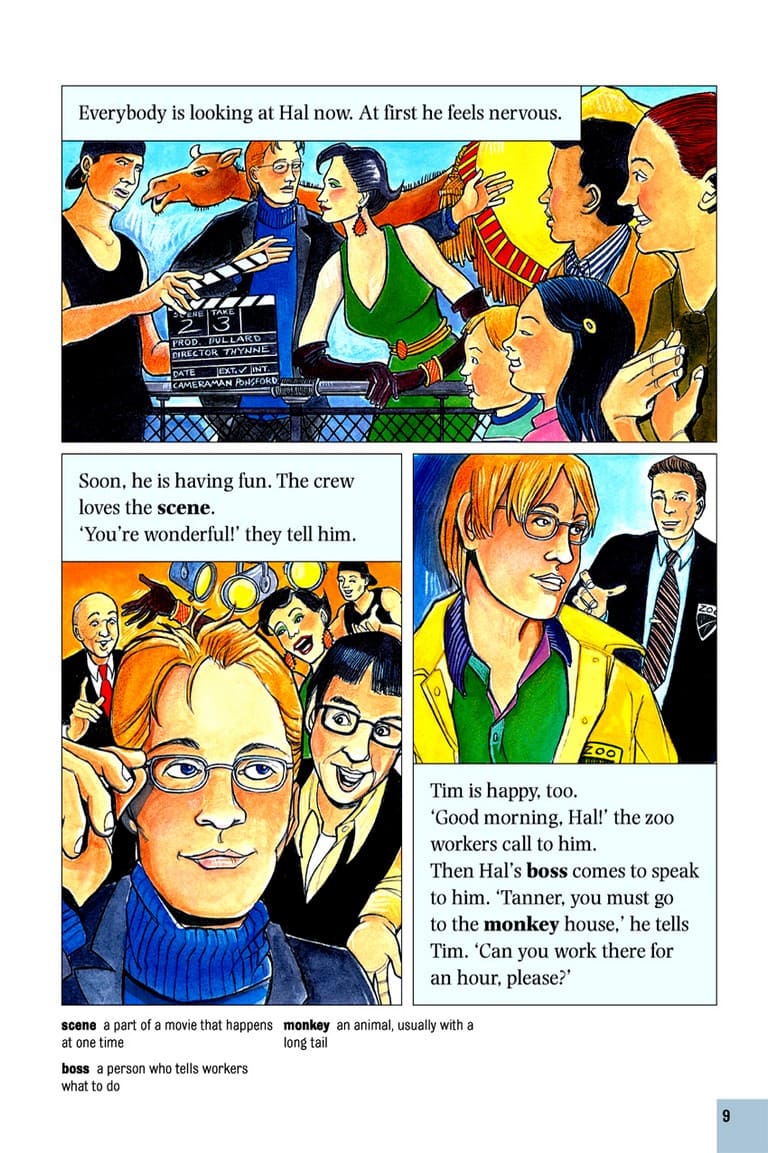 Everybody is looking at Hal now. At first he feels nervous.
SCENE TAKE
2 3
PROD. DULLARD
DIRECTOR THYNNE
DATE EXT.✓ INT.
CAMERAMAN PONSFORD
Soon, he is having fun. The crew
loves the scene.
‘You’re wonderful!’ they tell him.
ZOO
ZOO
Tim is happy, too.
‘Good morning, Hal!’ the zoo
workers call to him.
Then Hal’s boss comes to speak
to him. ‘Tanner, you must go
to the monkey house,’ he tells
Tim. ‘Can you work there for
an hour, please?’
scene a part of a movie that happens
at one time
boss a person who tells workers
what to do
monkey an animal, usually with a
long tail
9